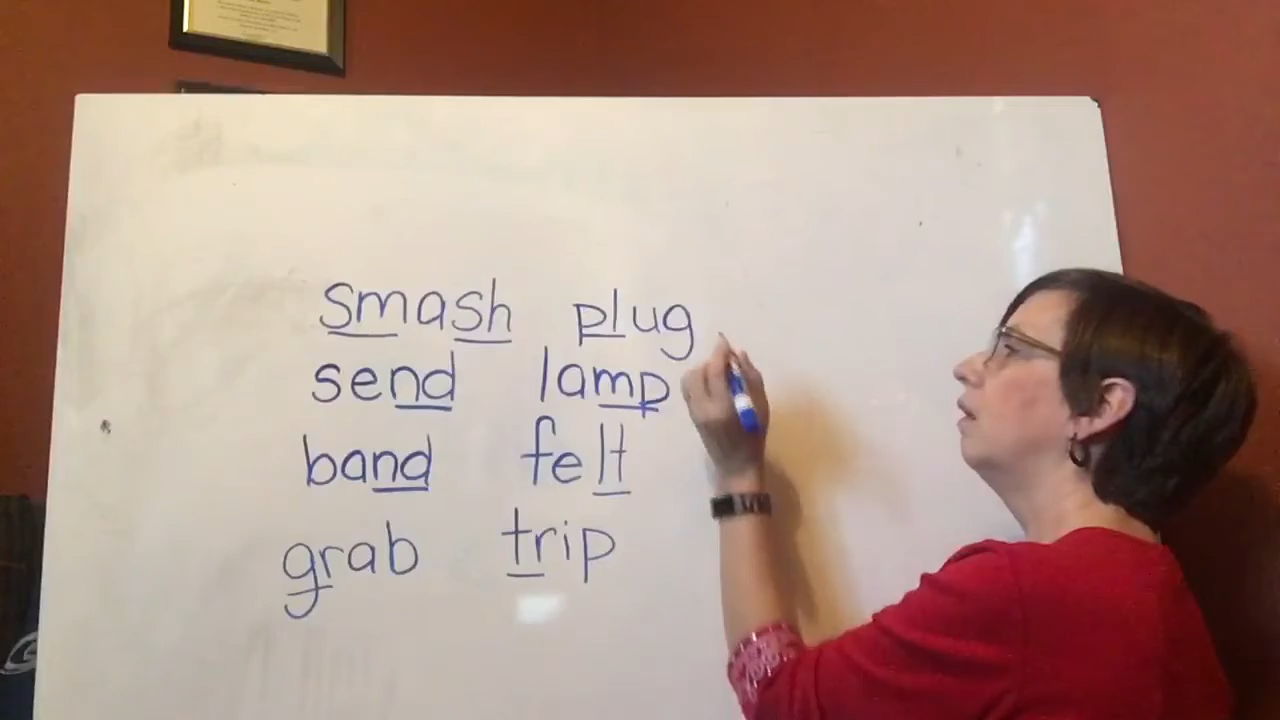 smash plug
send lamp
band felt
grab trip